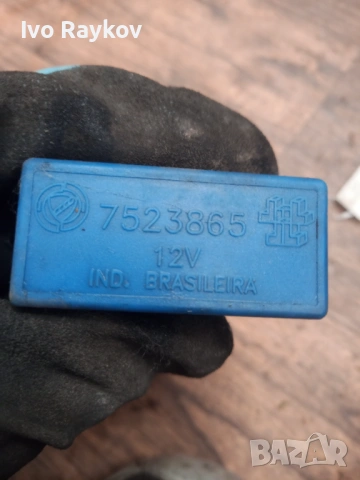 Ivo Raykov
7523865
12V
IND. BRASILEIRA
BAZAR